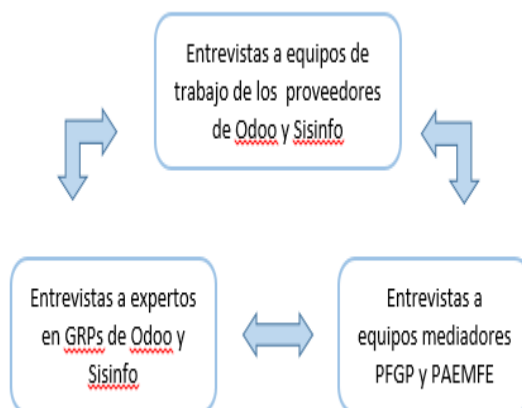 Entrevistas a equipos de
trabajo de los proveedores
de Odoo y Sisinfo
Entrevistas a expertos
en GRPs de Odoo y
Sisinfo
Entrevistas a
equipos mediadores
PFGP y PAEMFE